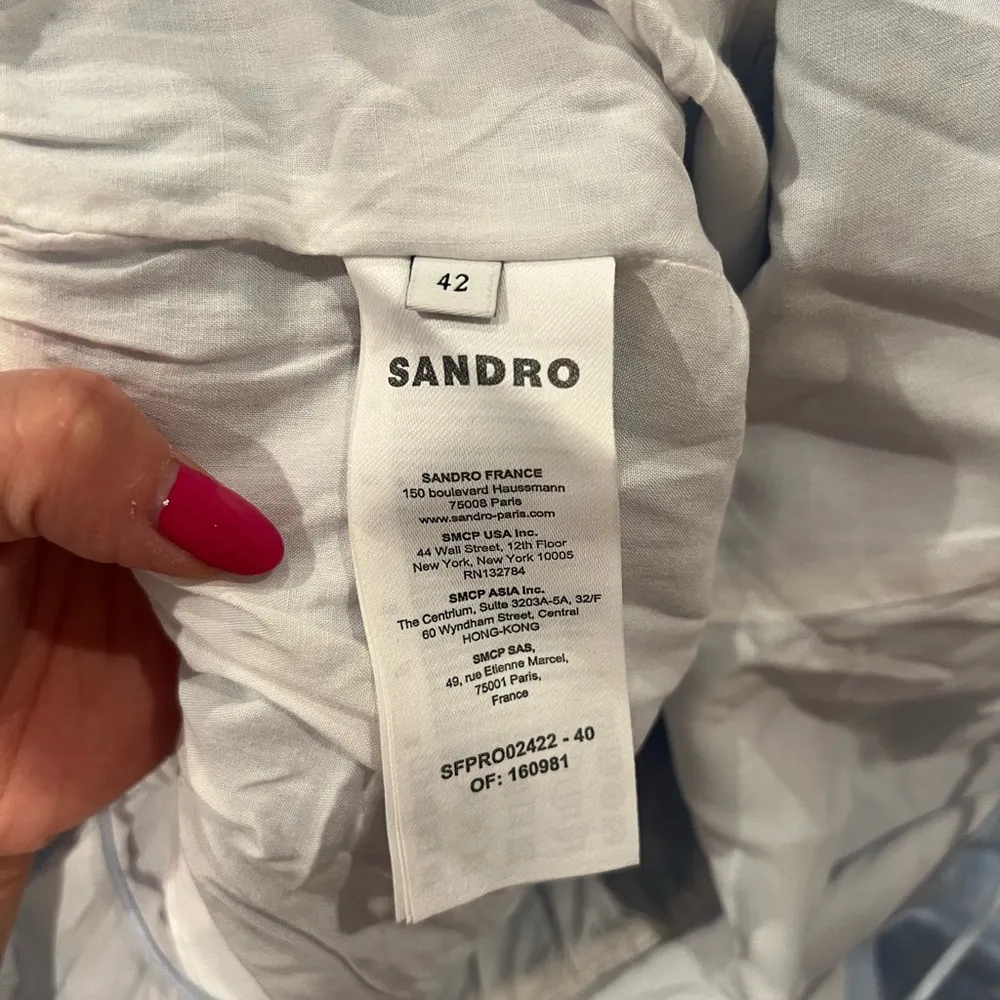 42
SANDRO
SANDRO FRANCE
150 boulevard Haussmann
75008 Paris
www.sandro-paris.com
SMCP USA Inc.
44 Wall Street, 12th Floor
New York, New York 10005
RN132784
SMCP ASIA Inc.
The Centrium, Suite 3203A-5A, 32/F
60 Wyndham Street, Central
HONG-KONG
SMCP SAS,
49, rue Etienne Marcel,
75001 Paris,
France
SFPRO02422 - 40
OF: 160981